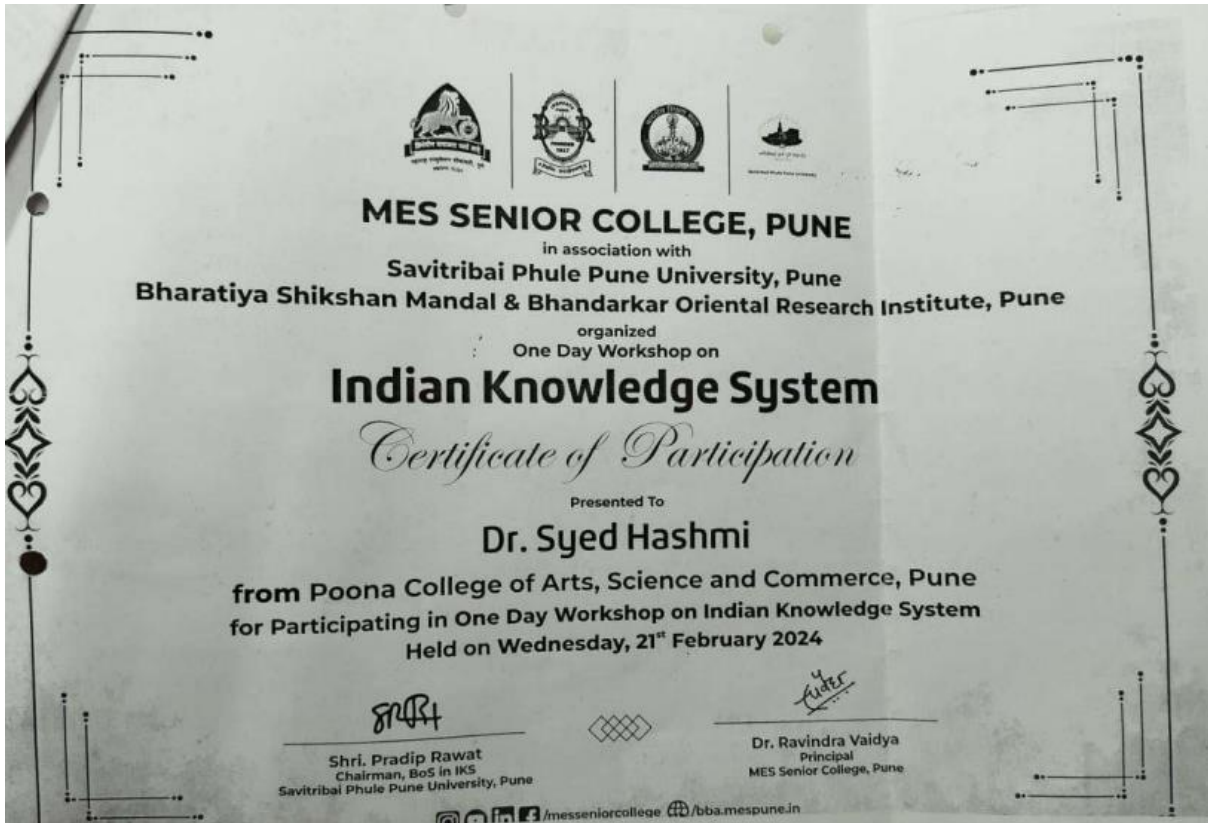 MES SENIOR COLLEGE, PUNE
in association with
Savitribai Phule Pune University, Pune
Bharatiya Shikshan Mandal & Bhandarkar Oriental Research Institute, Pune
organized
One Day Workshop on
Indian Knowledge System
Certificate of Participation
Presented To
Dr. Syed Hashmi
from Poona College of Arts, Science and Commerce, Pune
for Participating in One Day Workshop on Indian Knowledge System
Held on Wednesday, 21st February 2024
Shri. Pradip Rawat
Chairman, BoS in IKS
Savitribai Phule Pune University, Pune
Dr. Ravindra Vaidya
Principal
MES Senior College, Pune
/messeniorcollege /bba.mespune.in